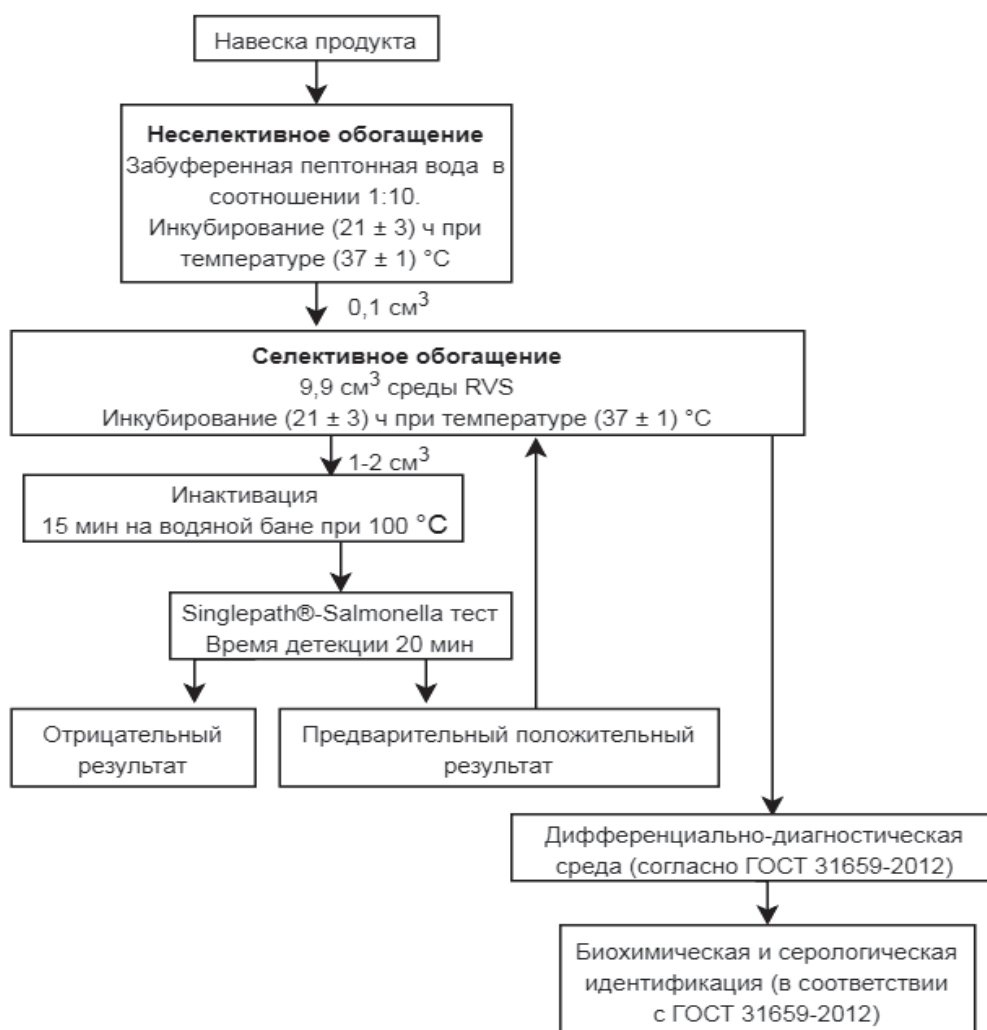 Навеска продукта
Неселективное обогащение
Забуференная пептонная вода в
соотношении 1:10.
Инкубирование (21 ± 3) ч при
температуре (37 ± 1) °C
0,1 см³
Селективное обогащение
9,9 см³ среды RVS
Инкубирование (21 ± 3) ч при температуре (37 ± 1) °C
1-2 см³
Инактивация
15 мин на водяной бане при 100 °C
Singlepath®-Salmonella тест
Время детекции 20 мин
Отрицательный
результат
Предварительный положительный
результат
Дифференциально-диагностическая
среда (согласно ГОСТ 31659-2012)
Биохимическая и серологическая
идентификация (в соответствии
с ГОСТ 31659-2012)